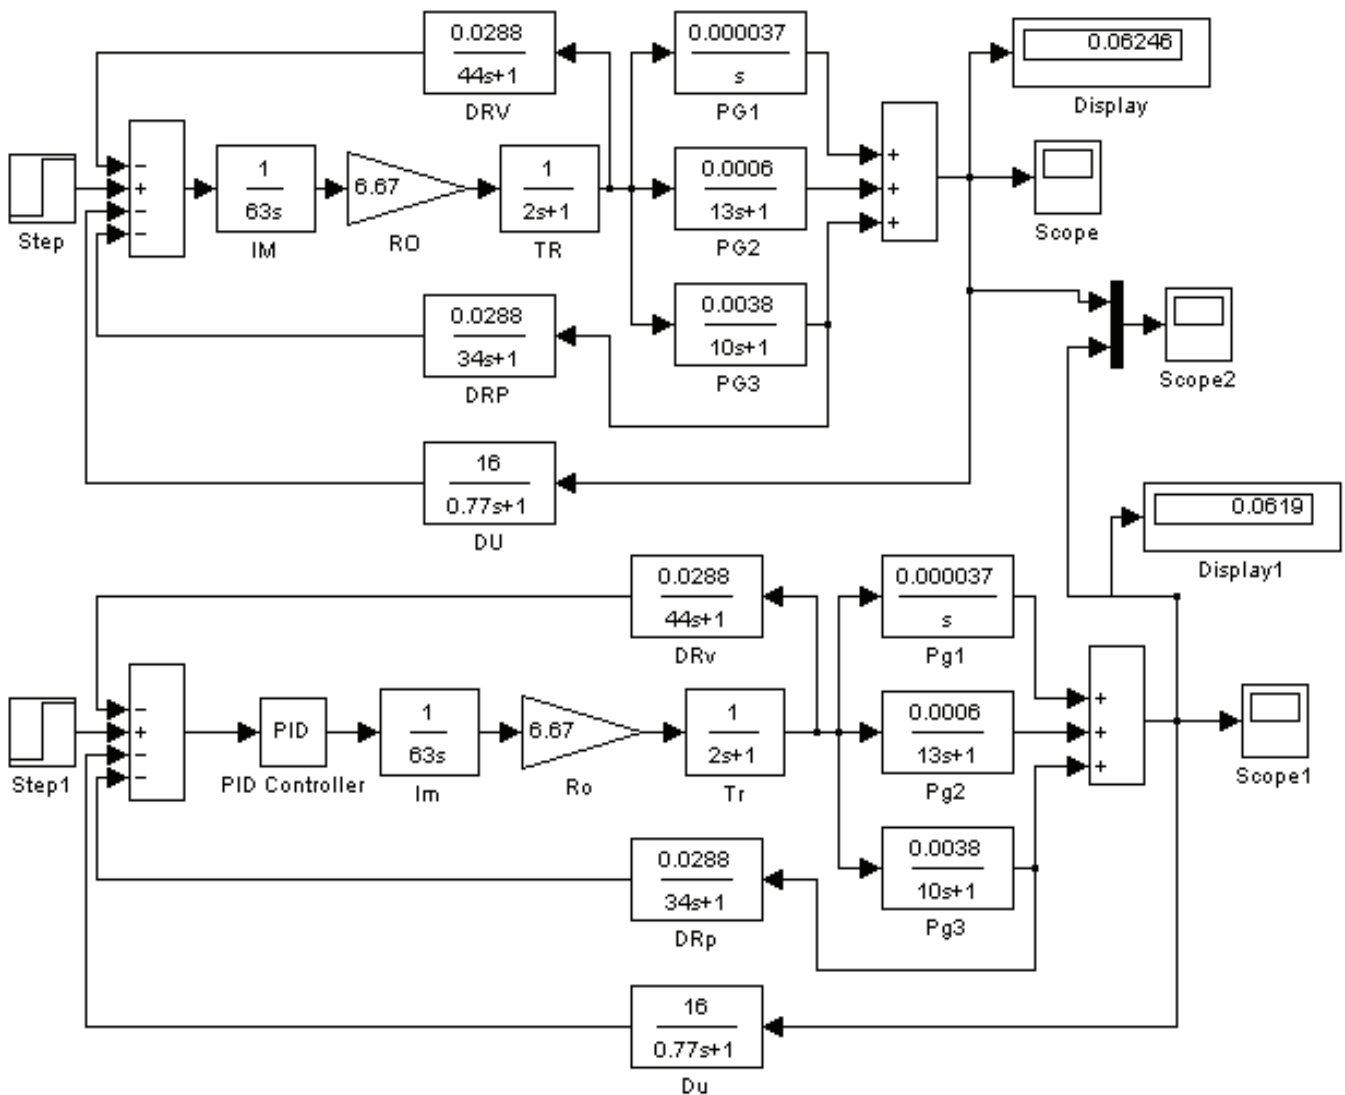 0.0288
44s+1
DRV
0.000037
s
PG1
0.06246
Display
−
+
−
−
Step
1
63s
IM
6.67
RO
1
2s+1
TR
0.0006
13s+1
PG2
+
+
+
Scope
0.0288
34s+1
DRP
0.0038
10s+1
PG3
Scope2
16
0.77s+1
DU
0.0619
Display1
0.0288
44s+1
DRv
0.000037
s
Pg1
−
+
−
−
Step1
PID
PID Controller
1
63s
Im
6.67
Ro
1
2s+1
Tr
0.0006
13s+1
Pg2
+
+
+
Scope1
0.0288
34s+1
DRp
0.0038
10s+1
Pg3
16
0.77s+1
Du